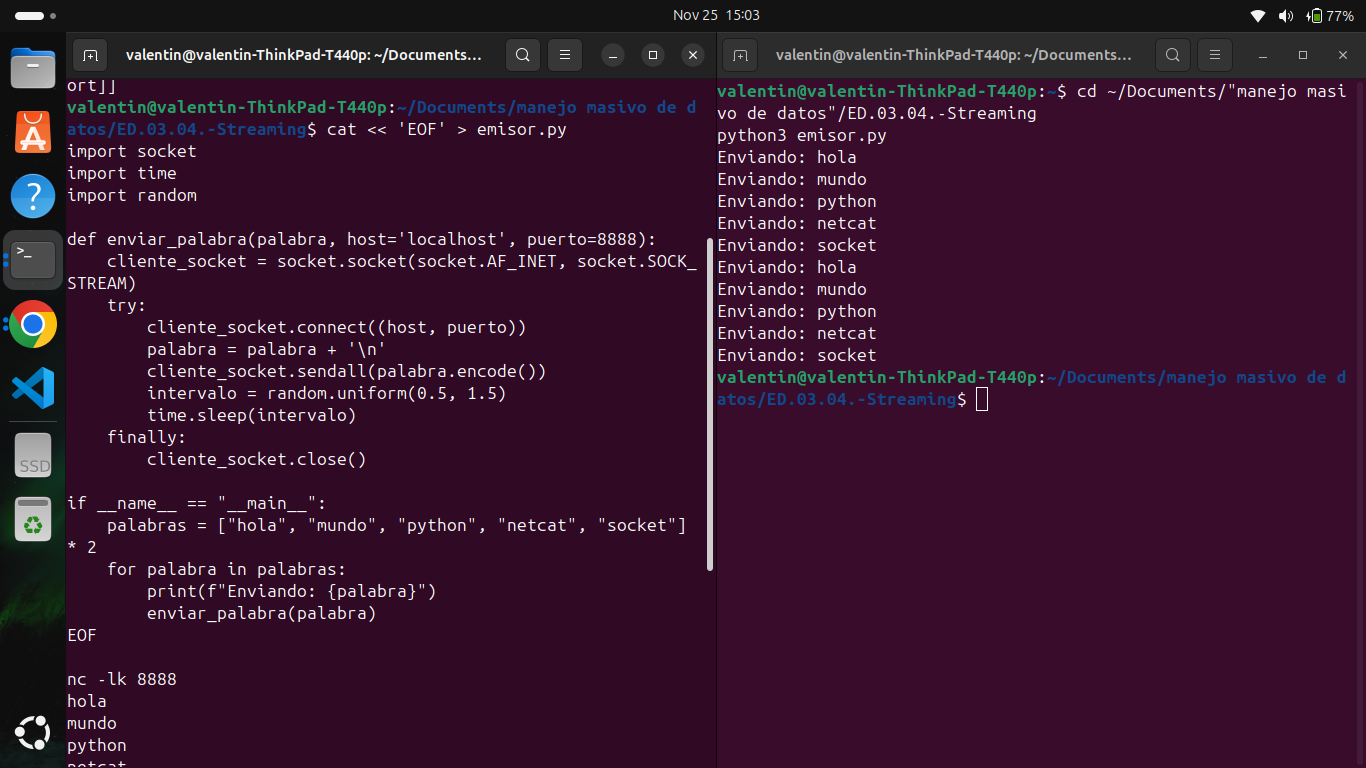 Nov 25 15:03
77%
valentin@valentin-ThinkPad-T440p: ~/Documents...
ort]]
valentin@valentin-ThinkPad-T440p:~/Documents/manejo masivo de d
atos/ED.03.04.-Streaming$ cat << 'EOF' > emisor.py
import socket
import time
import random
def enviar_palabra(palabra, host='localhost', puerto=8888):
    cliente_socket = socket.socket(socket.AF_INET, socket.SOCK_
STREAM)
    try:
        cliente_socket.connect((host, puerto))
        palabra = palabra + '\n'
        cliente_socket.sendall(palabra.encode())
        intervalo = random.uniform(0.5, 1.5)
        time.sleep(intervalo)
    finally:
        cliente_socket.close()
if __name__ == "__main__":
    palabras = ["hola", "mundo", "python", "netcat", "socket"]
* 2
    for palabra in palabras:
        print(f"Enviando: {palabra}")
        enviar_palabra(palabra)
EOF
nc -lk 8888
hola
mundo
python
netcat
valentin@valentin-ThinkPad-T440p: ~/Documents...
valentin@valentin-ThinkPad-T440p:~$ cd ~/Documents/"manejo masi
vo de datos"/ED.03.04.-Streaming
python3 emisor.py
Enviando: hola
Enviando: mundo
Enviando: python
Enviando: netcat
Enviando: socket
Enviando: hola
Enviando: mundo
Enviando: python
Enviando: netcat
Enviando: socket
valentin@valentin-ThinkPad-T440p:~/Documents/manejo masivo de d
atos/ED.03.04.-Streaming$
SSD